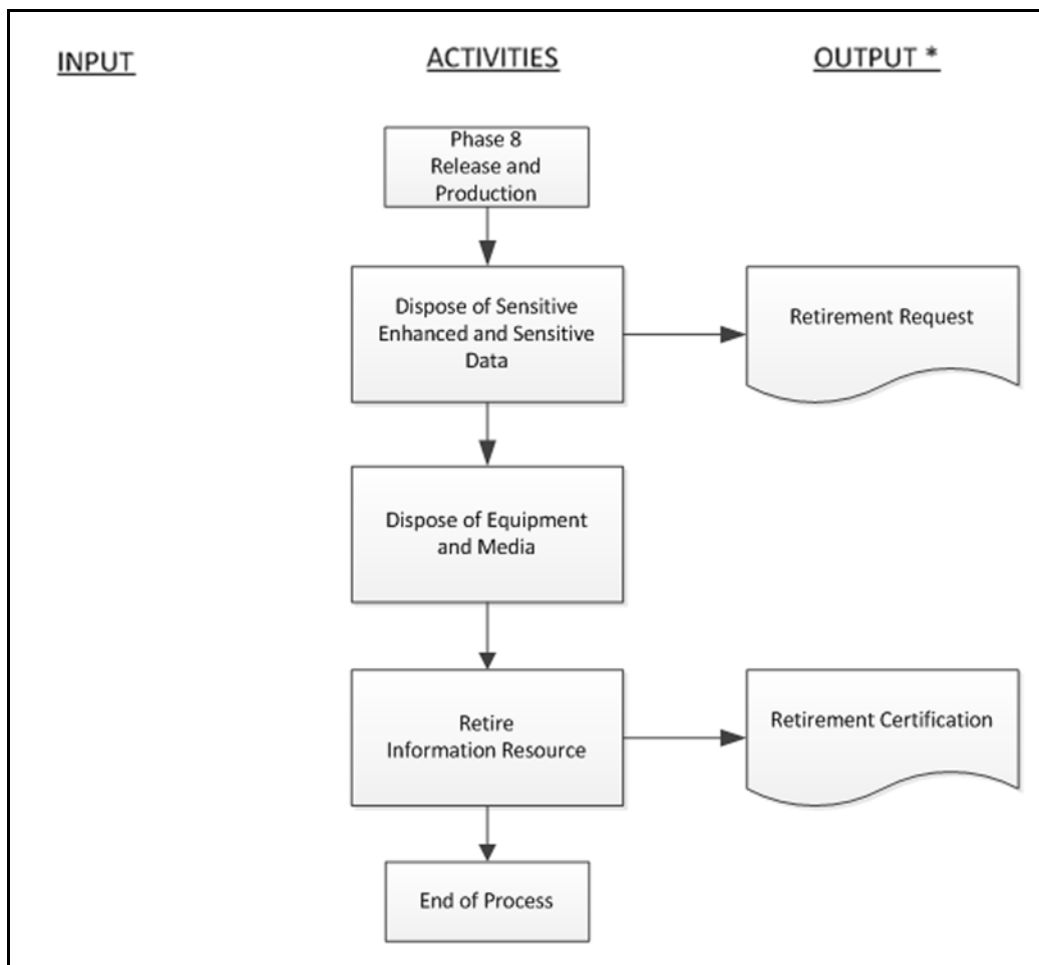 INPUT
ACTIVITIES
OUTPUT *
Phase 8
Release and
Production
Dispose of Sensitive
Enhanced and Sensitive
Data
Retirement Request
Dispose of Equipment
and Media
Retire
Information Resource
Retirement Certification
End of Process